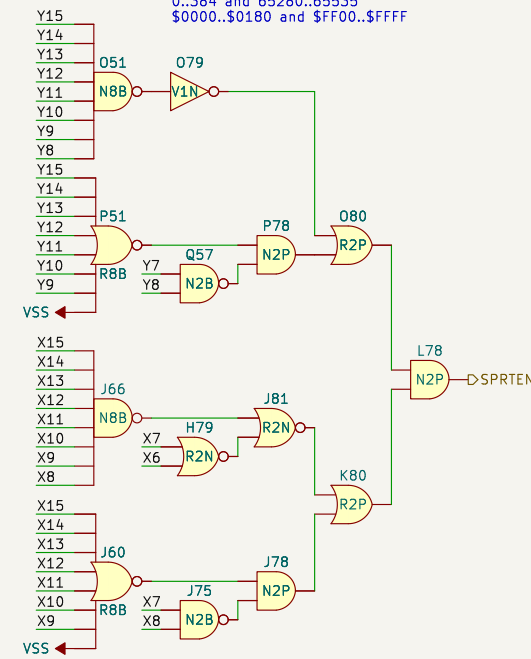 0..384 and 65280..65535
$0000..$0180 and $FF00..$FFFF
Y15
Y14
Y13
Y12
Y11
Y10
Y9
Y8
O51
N8B
O79
V1N
Y15
Y14
Y13
Y12
Y11
Y10
Y9
VSS
P51
R8B
Y7
Y8
Q57
N2B
P78
N2P
O80
R2P
X15
X14
X13
X12
X11
X10
X9
X8
J66
N8B
X7
X6
H79
R2N
J81
R2N
K80
R2P
L78
N2P
SPRTEN
X15
X14
X13
X12
X11
X10
X9
VSS
J60
R8B
X7
X8
J75
N2B
J78
N2P